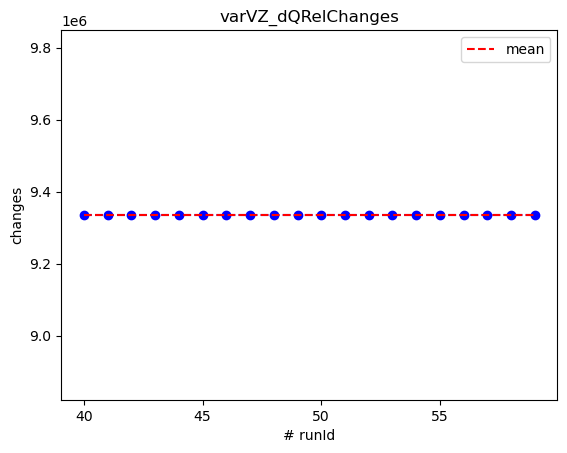 varVZ_dQRelChanges
1e6
mean
9.8
9.6
9.4
9.2
9.0
changes
40 45 50 55
# runId